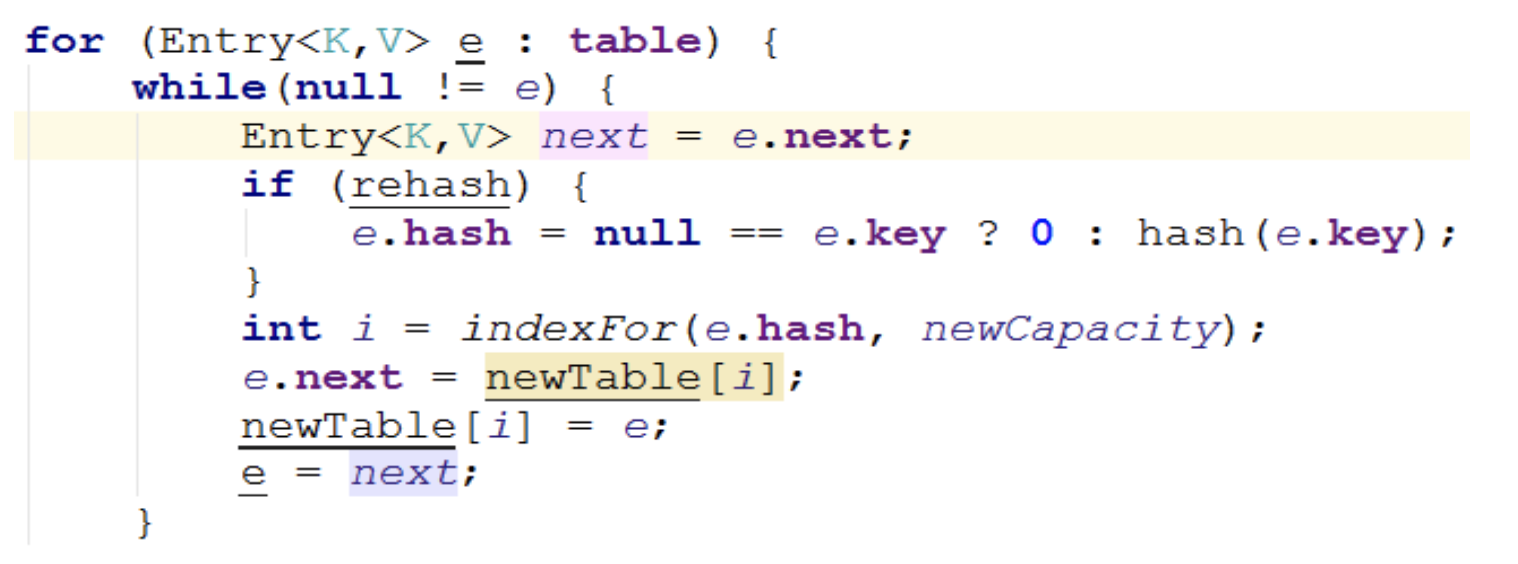 for (Entry<K,V> e : table) {
while(null != e) {
Entry<K,V> next = e.next;
if (rehash) {
e.hash = null == e.key ? 0 : hash(e.key);
}
int i = indexFor(e.hash, newCapacity);
e.next = newTable[i];
newTable[i] = e;
e = next;
}